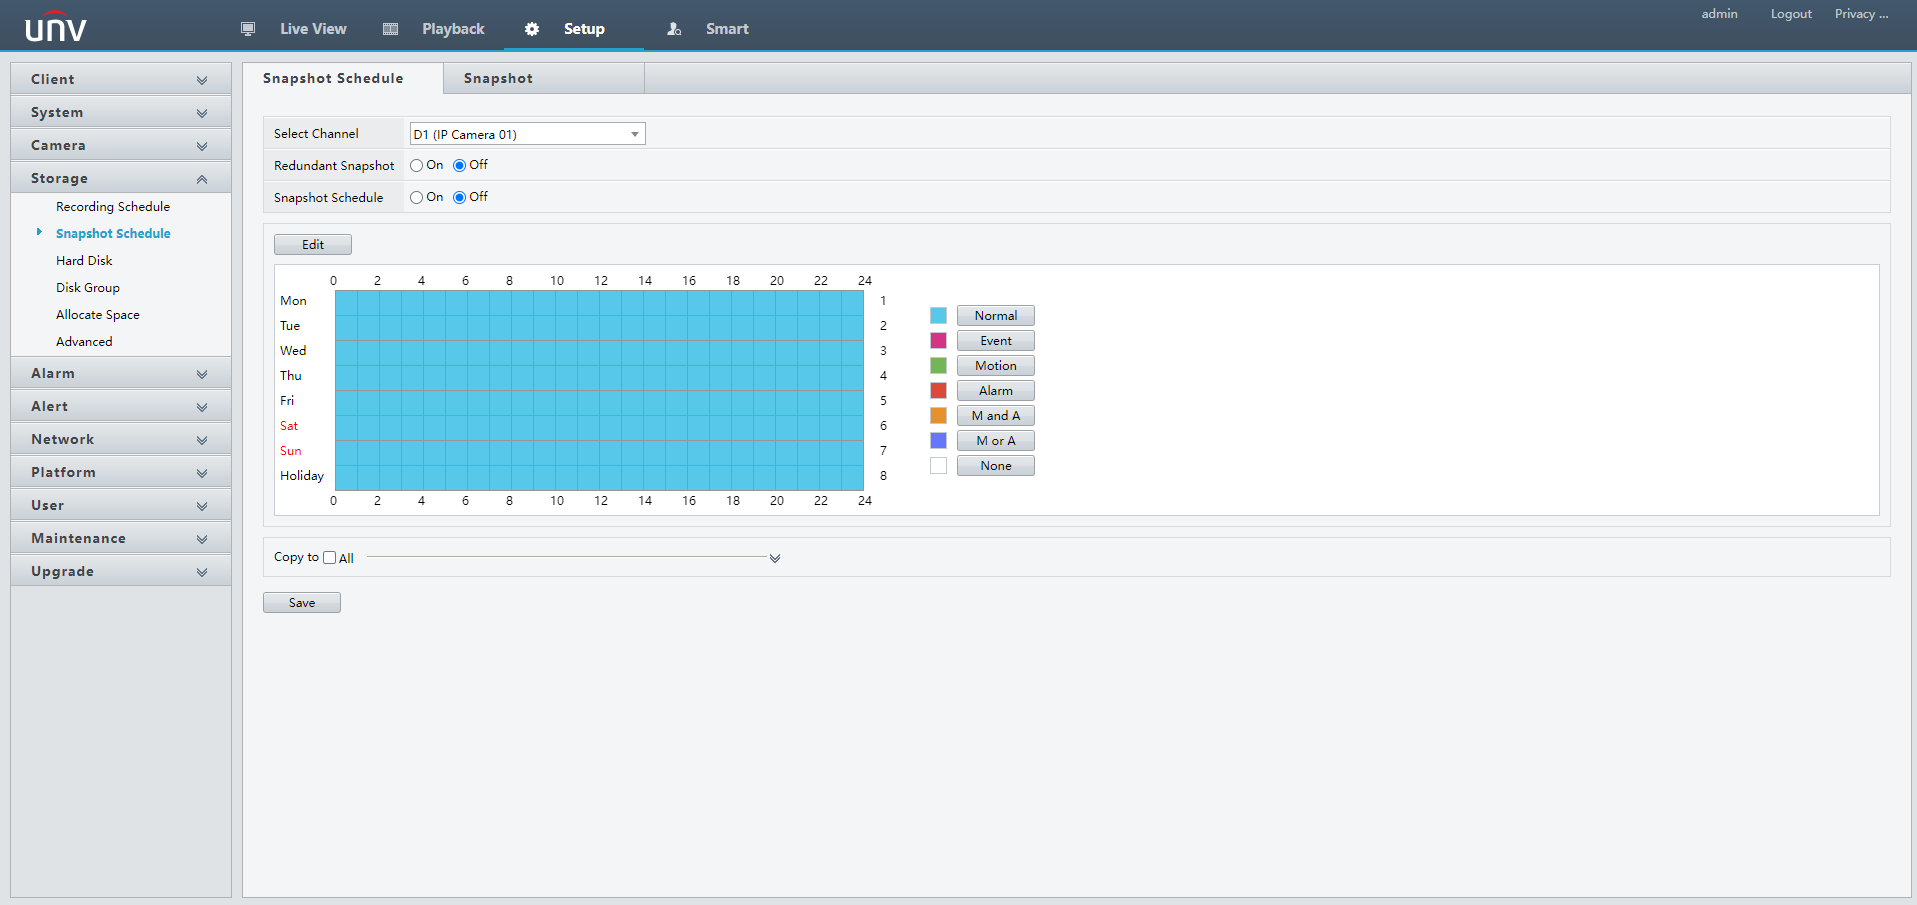 unv
Live View Playback Setup Smart
admin Logout Privacy ...
Client
System
Camera
Storage
Recording Schedule
Snapshot Schedule
Hard Disk
Disk Group
Allocate Space
Advanced
Alarm
Alert
Network
Platform
User
Maintenance
Upgrade
Snapshot Schedule Snapshot
Select Channel D1 (IP Camera 01)
Redundant Snapshot On Off
Snapshot Schedule On Off
Edit
0 2 4 6 8 10 12 14 16 18 20 22 24
Mon 1
Tue 2
Wed 3
Thu 4
Fri 5
Sat 6
Sun 7
Holiday 8
0 2 4 6 8 10 12 14 16 18 20 22 24
Normal
Event
Motion
Alarm
M and A
M or A
None
Copy to All
Save